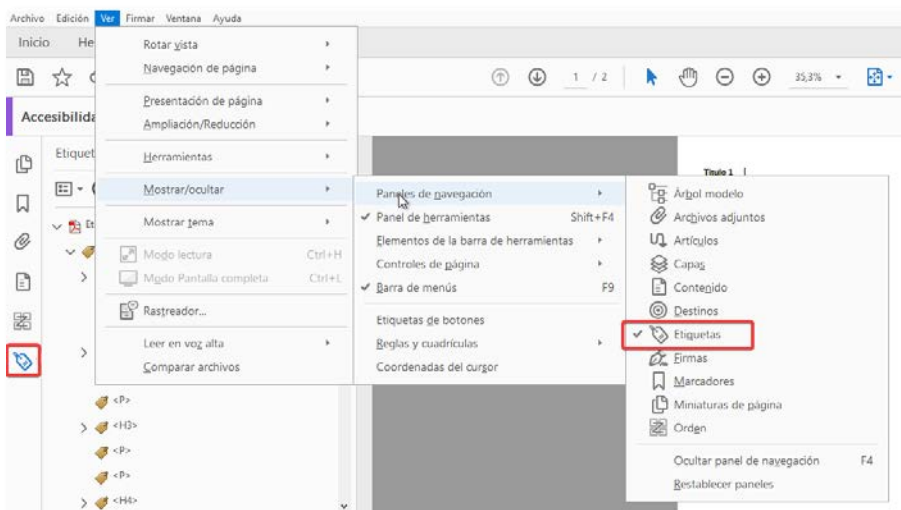 Archivo Edición Ver Firmar Ventana Ayuda
Inicio He
1 / 2
35,3%
Accesibilida
Etiquet
Et
Rotar vista
Navegación de página
Presentación de página
Ampliación/Reducción
Herramientas
Mostrar/ocultar
Mostrar tema
Modo lectura Ctrl+H
Modo Pantalla completa Ctrl+L
Rastreador...
Leer en voz alta
Comparar archivos
<P>
<H3>
<P>
<P>
<H4>
Paneles de navegación
Panel de herramientas Shift+F4
Elementos de la barra de herramientas
Controles de página
Barra de menús F9
Etiquetas de botones
Reglas y cuadrículas
Coordenadas del cursor
Titulo 1
Árbol modelo
Archivos adjuntos
Artículos
Capas
Contenido
Destinos
Etiquetas
Firmas
Marcadores
Miniaturas de página
Orden
Ocultar panel de navegación F4
Restablecer paneles